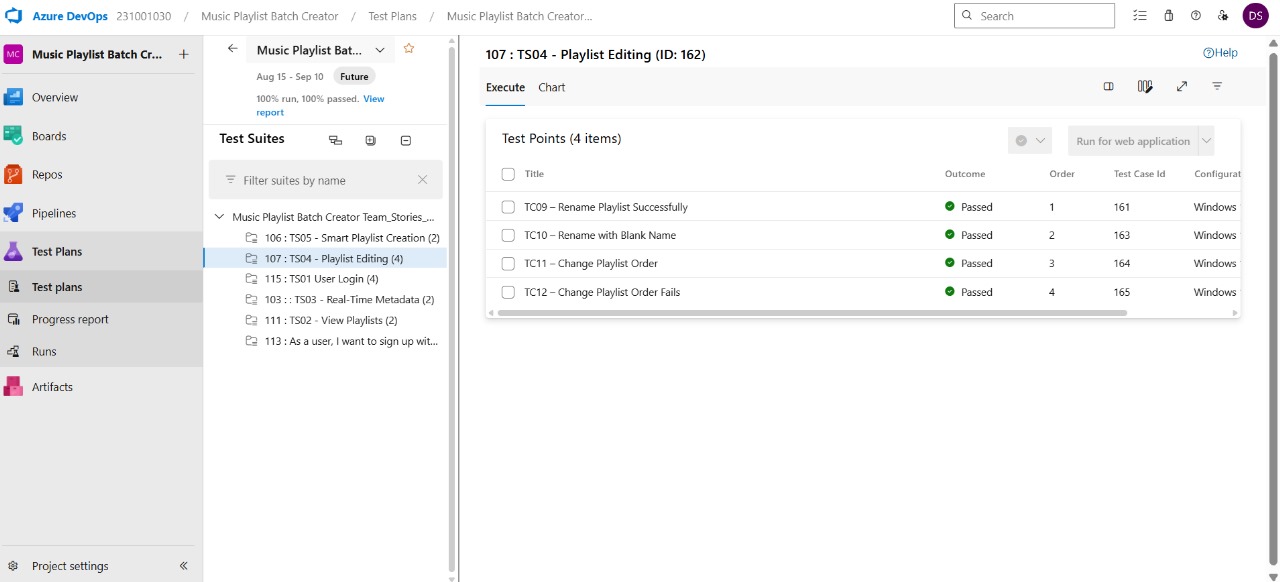 Azure DevOps 231001030 / Music Playlist Batch Creator / Test Plans / Music Playlist Batch Creator... Search DS
MC Music Playlist Batch Cr... +
Overview
Boards
Repos
Pipelines
Test Plans
Test plans
Progress report
Runs
Artifacts
Project settings
Music Playlist Bat...
Aug 15 - Sep 10 Future
100% run, 100% passed. View
report
Test Suites
Filter suites by name
Music Playlist Batch Creator Team_Stories_...
106 : TS05 - Smart Playlist Creation (2)
107 : TS04 - Playlist Editing (4)
115 : TS01 User Login (4)
103 : : TS03 - Real-Time Metadata (2)
111 : TS02 - View Playlists (2)
113 : As a user, I want to sign up wit...
107 : TS04 - Playlist Editing (ID: 162) Help
Execute Chart
Test Points (4 items) Run for web application
Title Outcome Order Test Case Id Configurat
TC09 – Rename Playlist Successfully Passed 1 161 Windows
TC10 – Rename with Blank Name Passed 2 163 Windows
TC11 – Change Playlist Order Passed 3 164 Windows
TC12 – Change Playlist Order Fails Passed 4 165 Windows